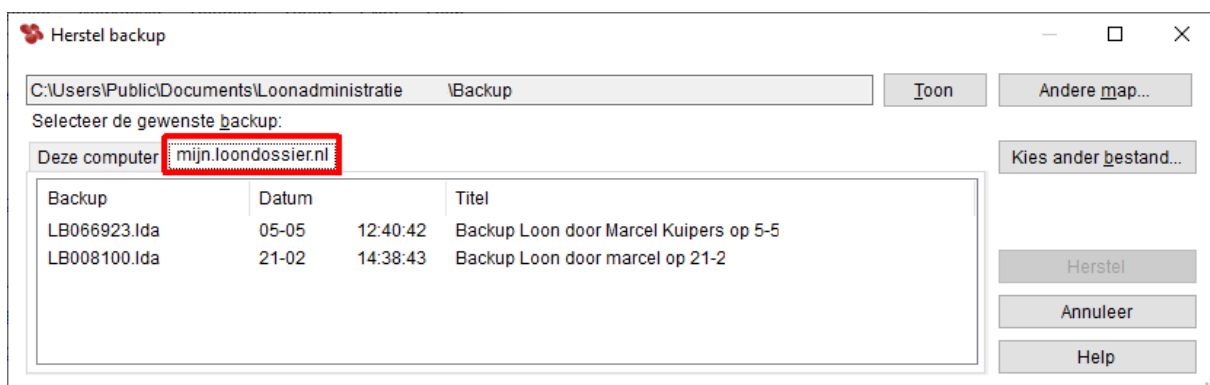 Herstel backup
C:\Users\Public\Documents\Loonadministratie \Backup
Toon
Andere map...
Selecteer de gewenste backup:
Deze computer
mijn.loondossier.nl
Kies ander bestand...
Backup Datum Titel
LB066923.lda 05-05 12:40:42 Backup Loon door Marcel Kuipers op 5-5
LB008100.lda 21-02 14:38:43 Backup Loon door marcel op 21-2
Herstel
Annuleer
Help